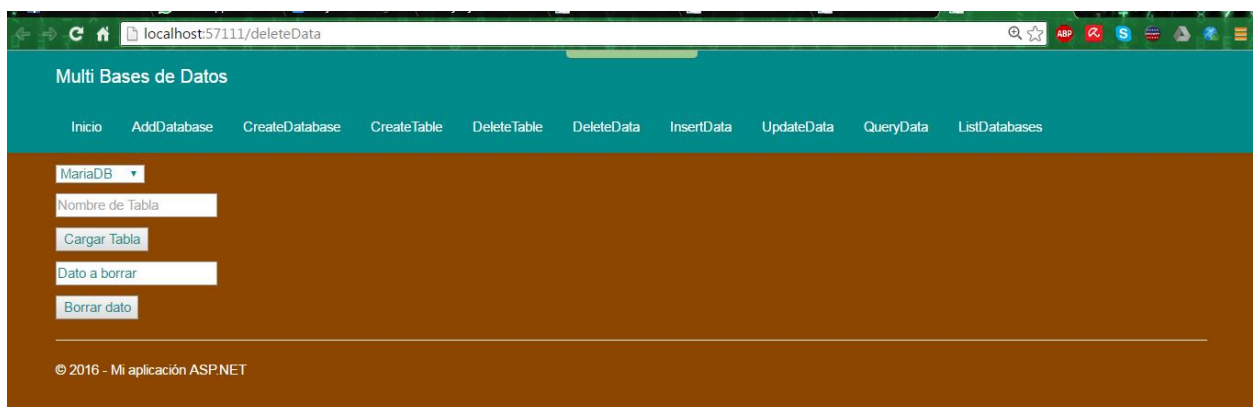 localhost:57111/deleteData
ABP
S
Multi Bases de Datos
Inicio AddDatabase CreateDatabase CreateTable DeleteTable DeleteData InsertData UpdateData QueryData ListDatabases
MariaDB
Nombre de Tabla
Cargar Tabla
Dato a borrar
Borrar dato
© 2016 - Mi aplicación ASP.NET